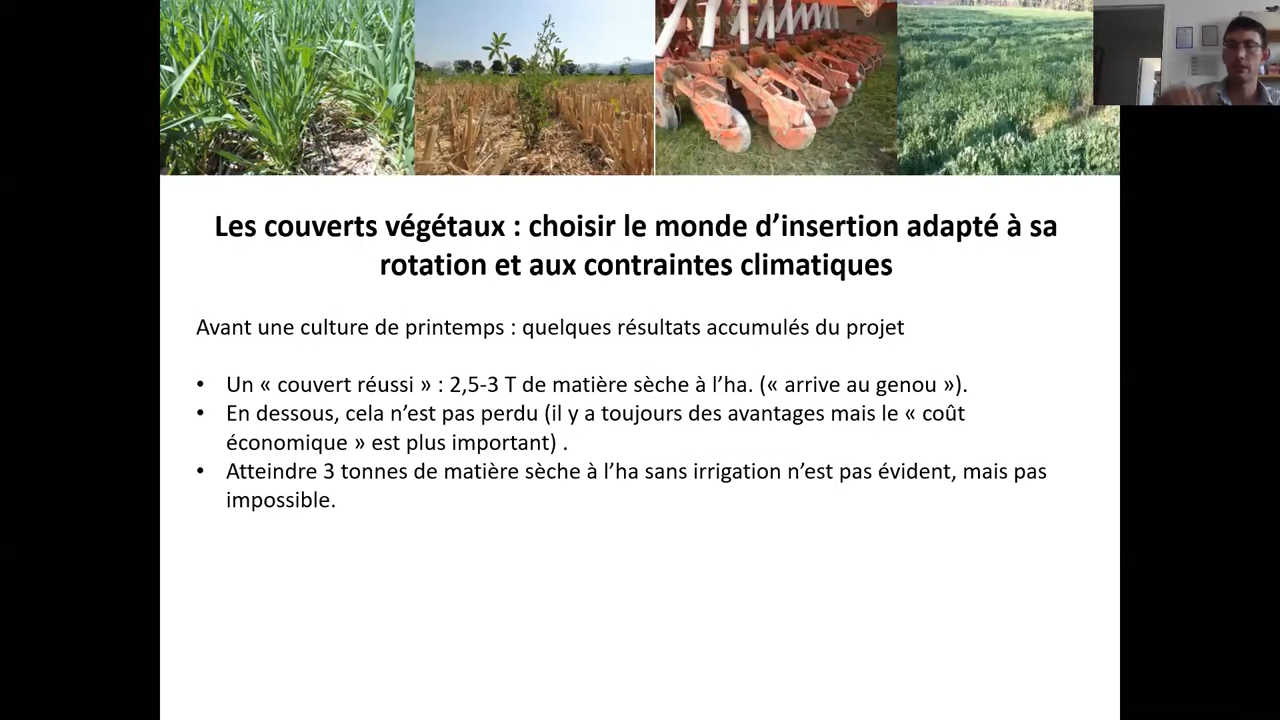 Les couverts végétaux : choisir le monde d’insertion adapté à sa
rotation et aux contraintes climatiques
Avant une culture de printemps : quelques résultats accumulés du projet
• Un « couvert réussi » : 2,5-3 T de matière sèche à l’ha. (« arrive au genou »).
• En dessous, cela n’est pas perdu (il y a toujours des avantages mais le « coût
économique » est plus important) .
• Atteindre 3 tonnes de matière sèche à l’ha sans irrigation n’est pas évident, mais pas
impossible.